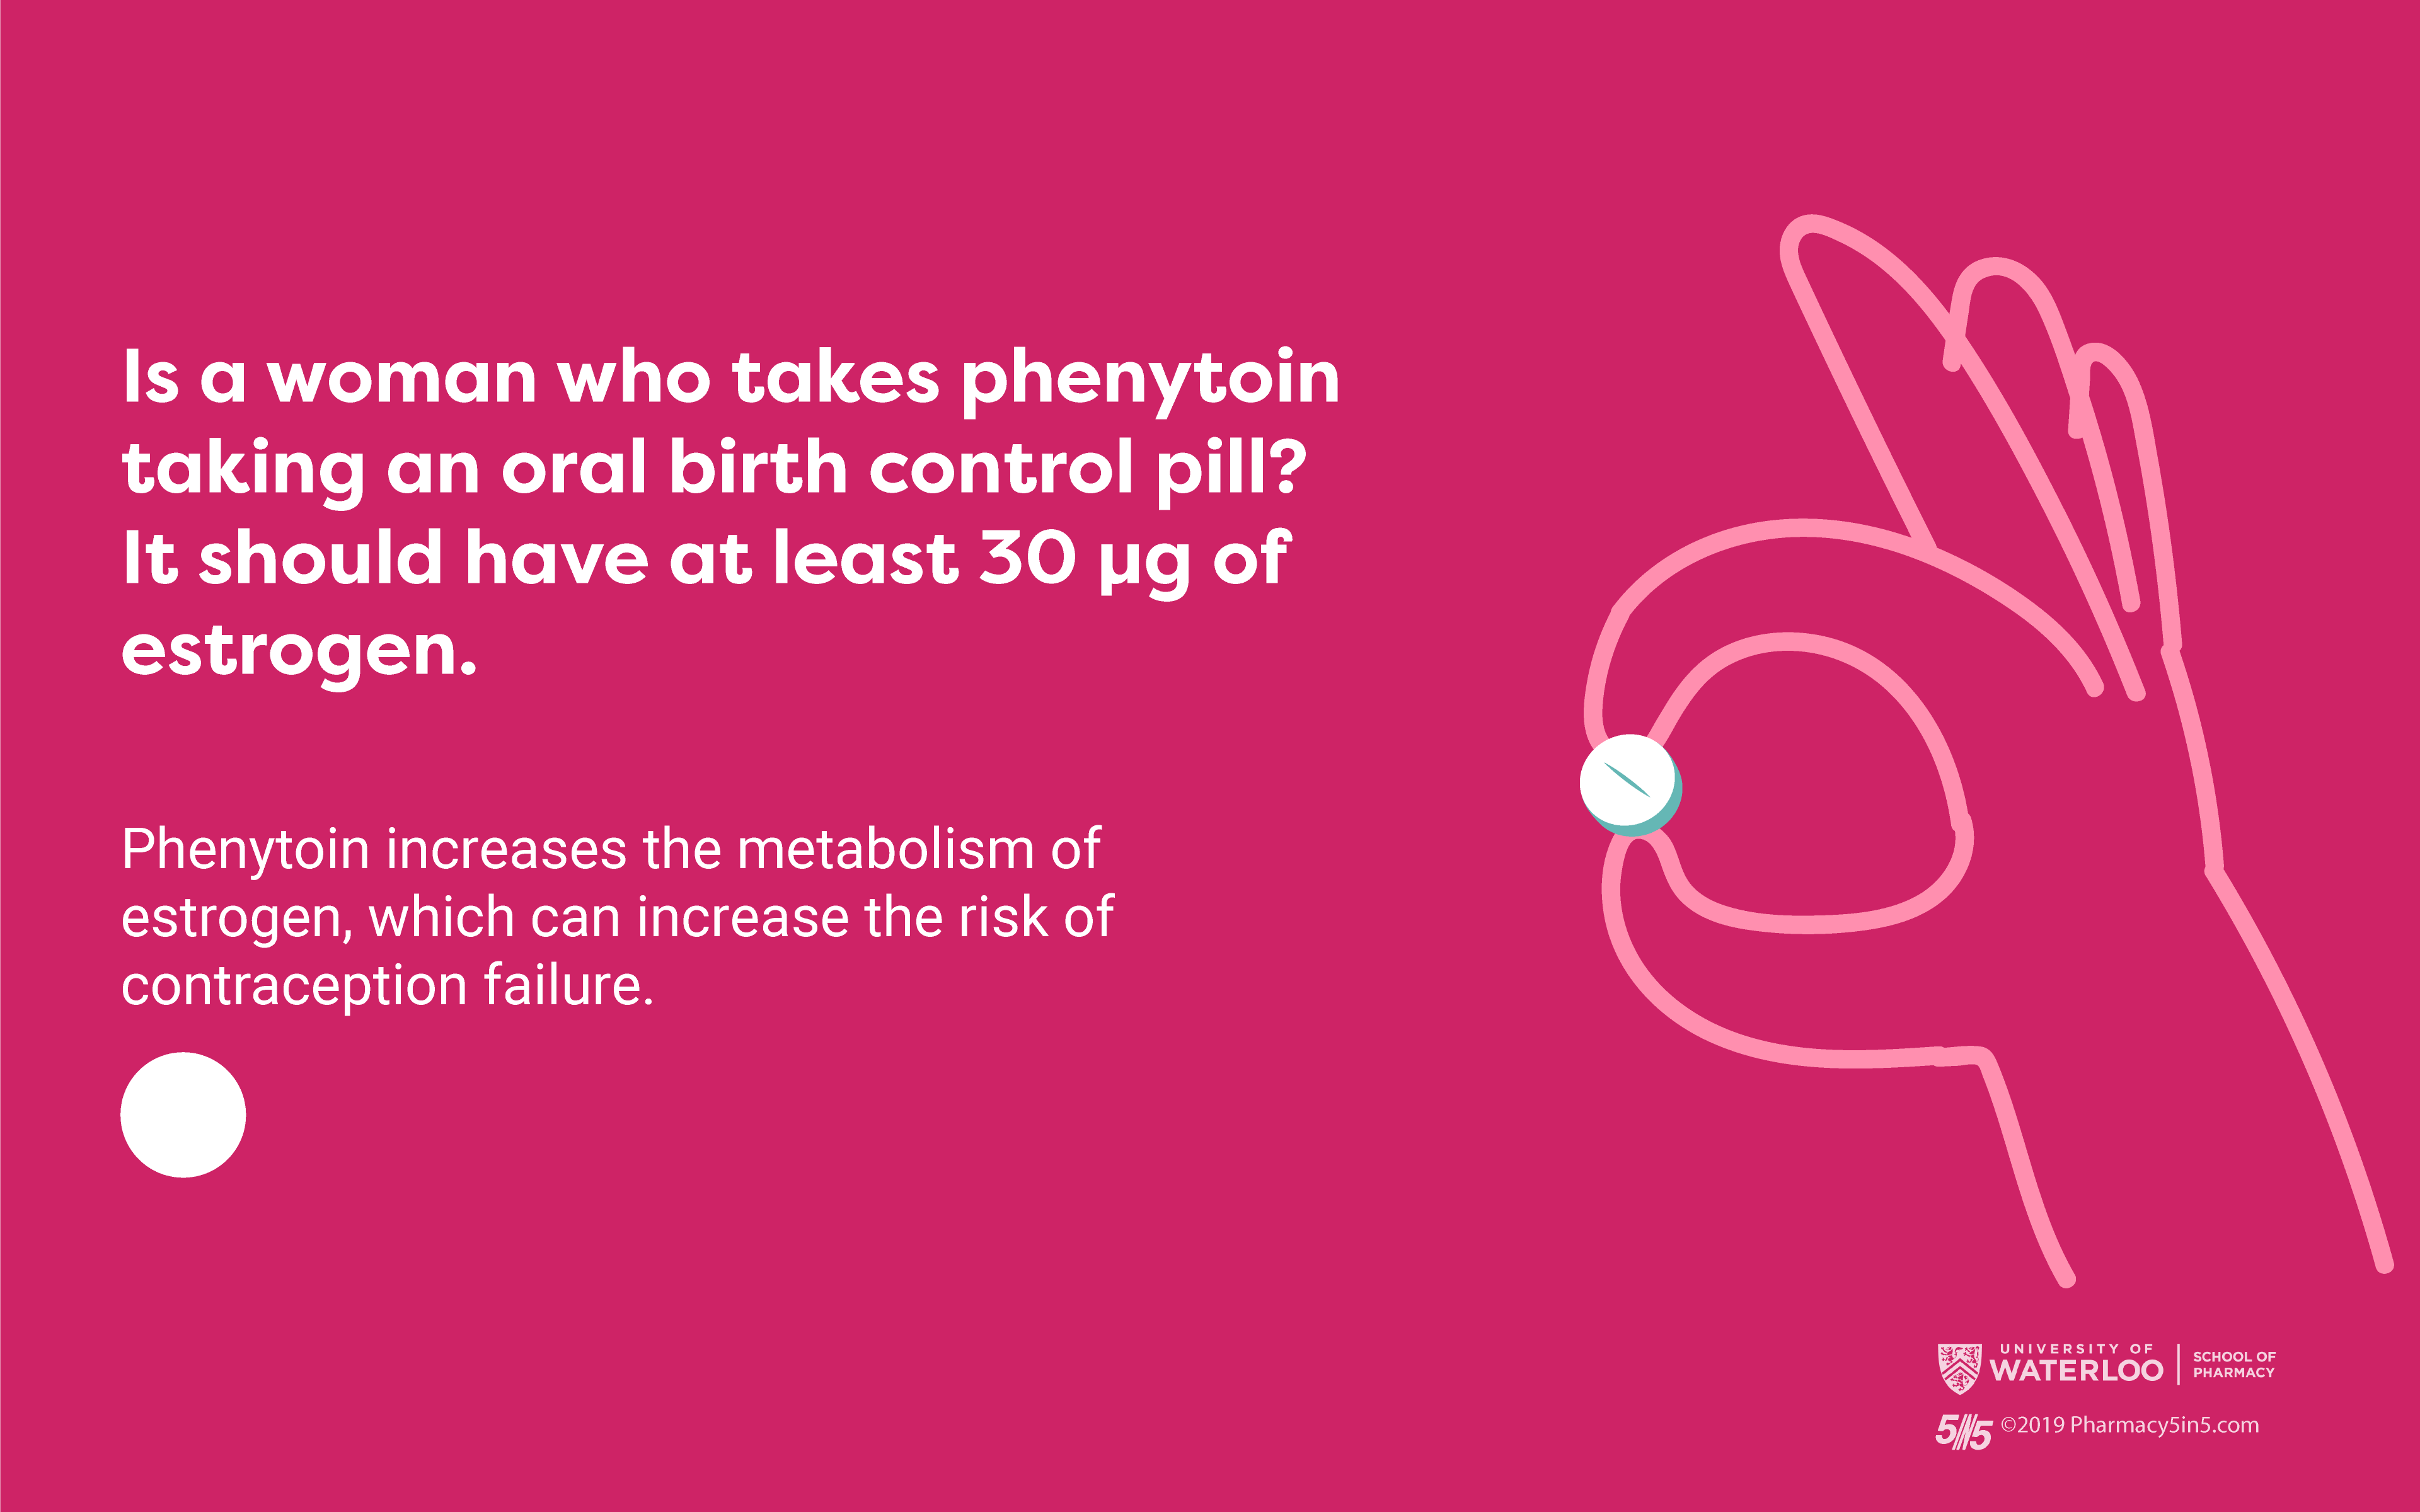 Is a woman who takes phenytoin
taking an oral birth control pill?
It should have at least 30 µg of
estrogen.
Phenytoin increases the metabolism of
estrogen, which can increase the risk of
contraception failure.
UNIVERSITY OF
WATERLOO
SCHOOL OF
PHARMACY
5IN5 ©2019 Pharmacy5in5.com